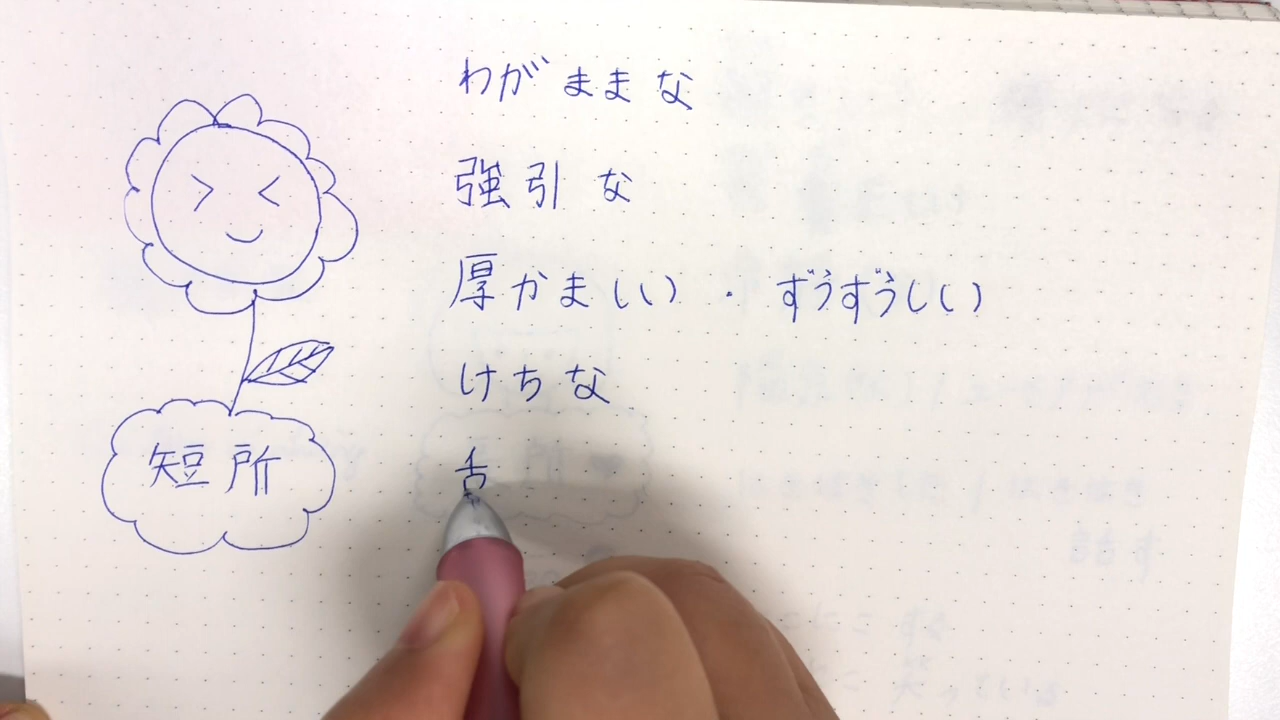 わがままな
強引な
厚かましい・ずうずうしい
けちな
短所